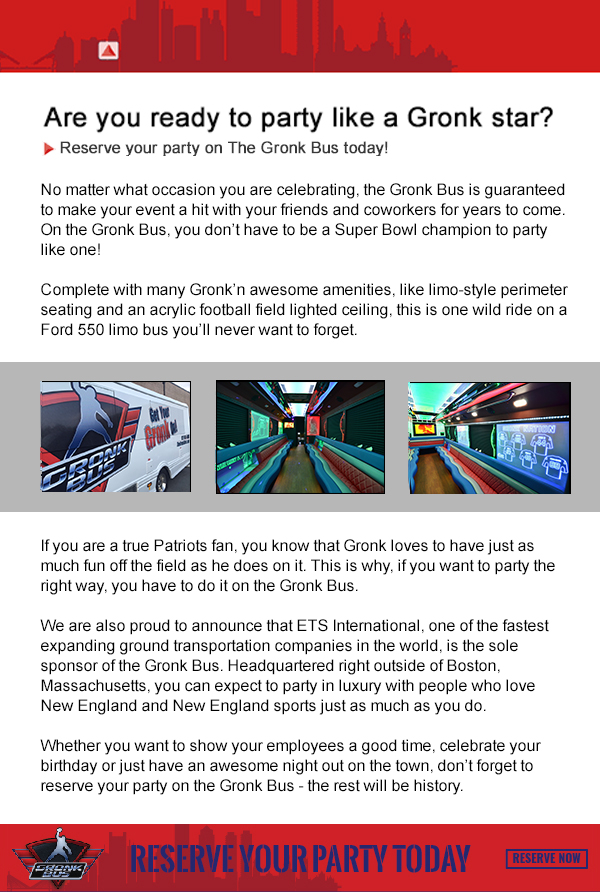 Are you ready to party like a Gronk star?
Reserve your party on The Gronk Bus today!
No matter what occasion you are celebrating, the Gronk Bus is guaranteed
to make your event a hit with your friends and coworkers for years to come.
On the Gronk Bus, you don’t have to be a Super Bowl champion to party
like one!
Complete with many Gronk’n awesome amenities, like limo-style perimeter
seating and an acrylic football field lighted ceiling, this is one wild ride on a
Ford 550 limo bus you’ll never want to forget.
Get Your
Gronk On!
GRONK
BUS
NATION
If you are a true Patriots fan, you know that Gronk loves to have just as
much fun off the field as he does on it. This is why, if you want to party the
right way, you have to do it on the Gronk Bus.
We are also proud to announce that ETS International, one of the fastest
expanding ground transportation companies in the world, is the sole
sponsor of the Gronk Bus. Headquartered right outside of Boston,
Massachusetts, you can expect to party in luxury with people who love
New England and New England sports just as much as you do.
Whether you want to show your employees a good time, celebrate your
birthday or just have an awesome night out on the town, don’t forget to
reserve your party on the Gronk Bus - the rest will be history.
GRONK
BUS
RESERVE YOUR PARTY TODAY
RESERVE NOW